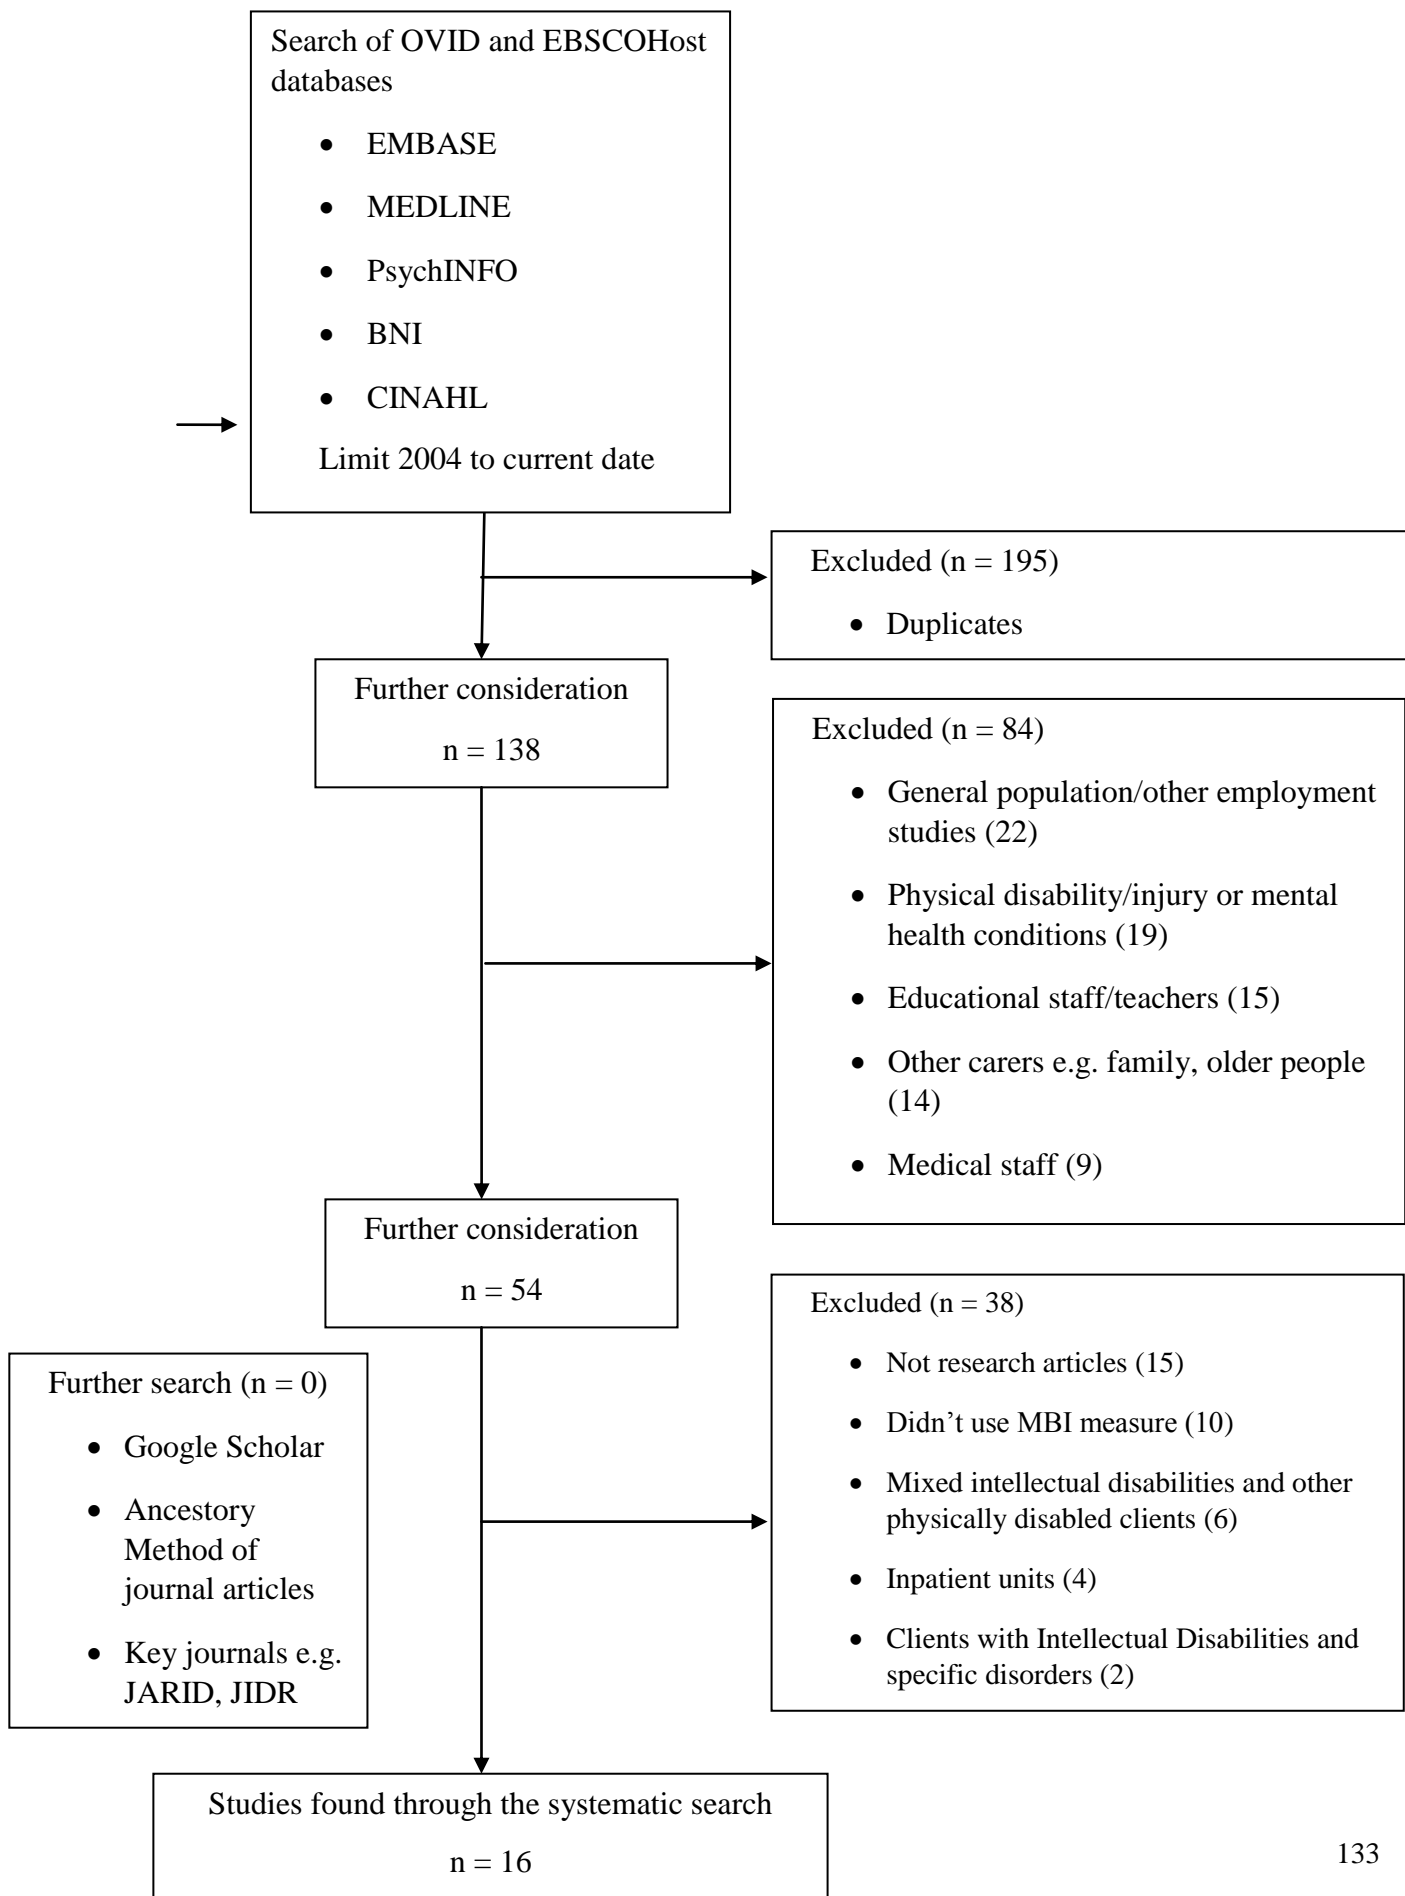 Search of OVID and EBSCOHost
databases
• EMBASE
• MEDLINE
• PsychINFO
• BNI
• CINAHL
Limit 2004 to current date
Excluded (n = 195)
• Duplicates
Further consideration
n = 138
Excluded (n = 84)
• General population/other employment
studies (22)
• Physical disability/injury or mental
health conditions (19)
• Educational staff/teachers (15)
• Other carers e.g. family, older people
(14)
• Medical staff (9)
Further consideration
n = 54
Excluded (n = 38)
• Not research articles (15)
• Didn’t use MBI measure (10)
• Mixed intellectual disabilities and other
physically disabled clients (6)
• Inpatient units (4)
• Clients with Intellectual Disabilities and
specific disorders (2)
Further search (n = 0)
• Google Scholar
• Ancestory
Method of
journal articles
• Key journals e.g.
JARID, JIDR
Studies found through the systematic search
n = 16
133